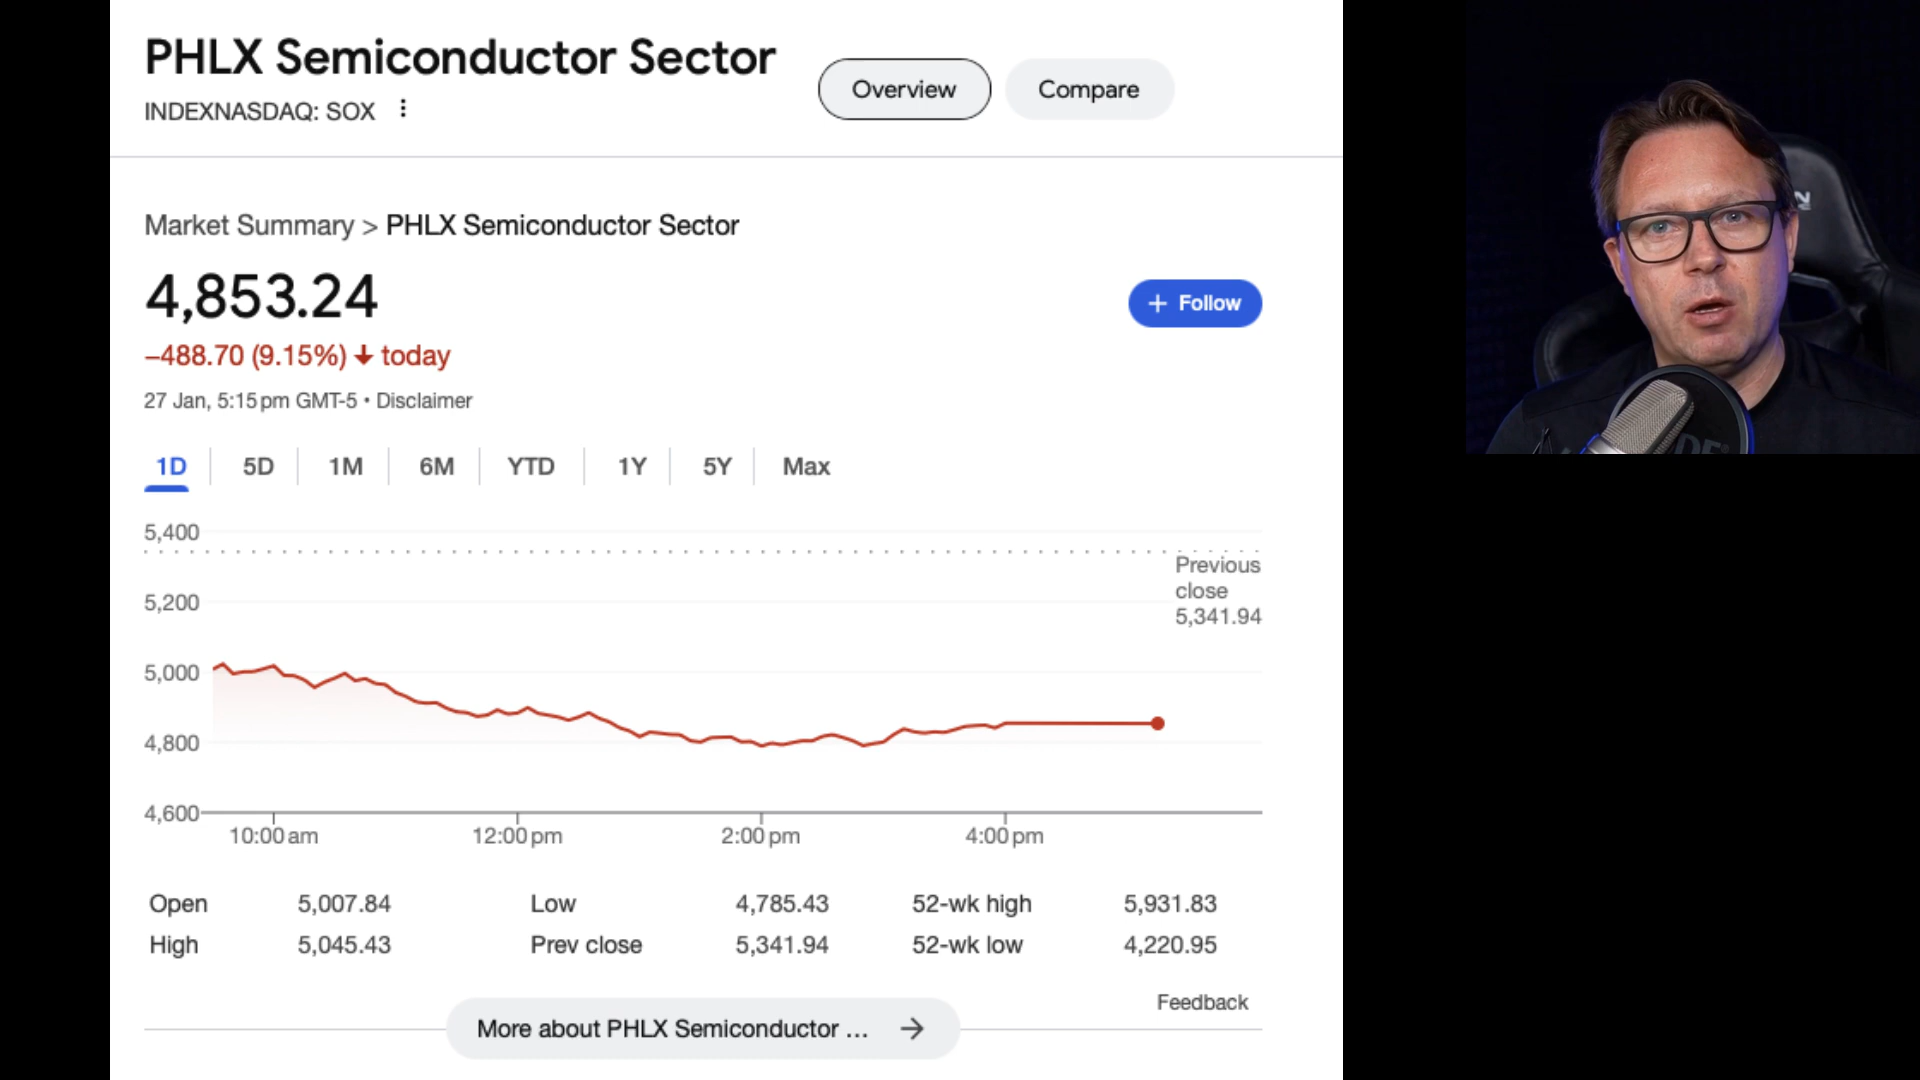 PHLX Semiconductor Sector
INDEXNASDAQ: SOX
Overview
Compare
Market Summary > PHLX Semiconductor Sector
4,853.24
+ Follow
−488.70 (9.15%) ↓ today
27 Jan, 5:15 pm GMT-5 • Disclaimer
1D 5D 1M 6M YTD 1Y 5Y Max
5,400
Previous
close
5,341.94
5,200
5,000
4,800
4,600
10:00 am 12:00 pm 2:00 pm 4:00 pm
Open 5,007.84 Low 4,785.43 52-wk high 5,931.83
High 5,045.43 Prev close 5,341.94 52-wk low 4,220.95
Feedback
More about PHLX Semiconductor ... →